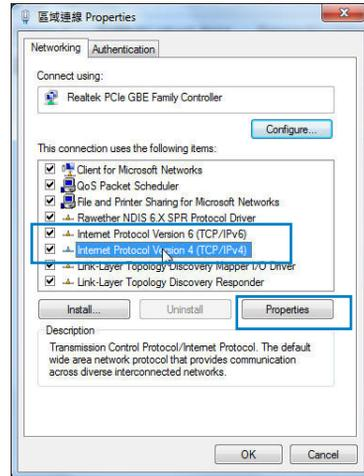 區域連線 Properties
Networking
Authentication
Connect using:
Realtek PCIe GBE Family Controller
Configure...
This connection uses the following items:
Client for Microsoft Networks
QoS Packet Scheduler
File and Printer Sharing for Microsoft Networks
Rawether NDIS 6.X SPR Protocol Driver
Internet Protocol Version 6 (TCP/IPv6)
Internet Protocol Version 4 (TCP/IPv4)
Link-Layer Topology Discovery Mapper I/O Driver
Link-Layer Topology Discovery Responder
Install...
Uninstall
Properties
Description
Transmission Control Protocol/Internet Protocol. The default
wide area network protocol that provides communication
across diverse interconnected networks.
OK
Cancel